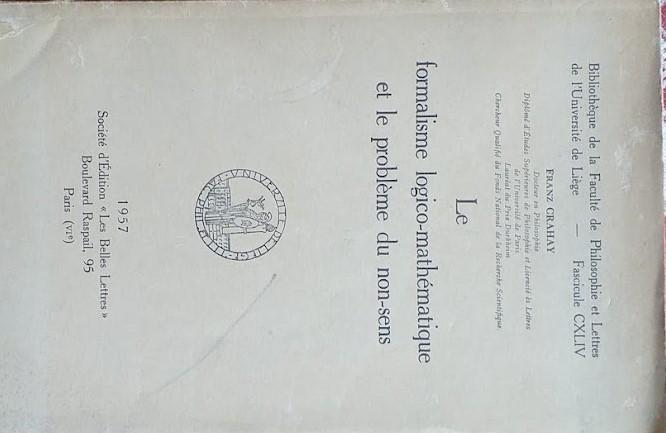 Bibliothèque de la Faculté de Philosophie et Lettres
de l'Université de Liège — Fascicule CXLIV
FRANZ CRAHAY
Docteur en Philosophie
Diplômé d'Études Supérieures de Philosophie et Licencié ès Lettres
de l'Université de Paris
Lauréat du Prix Durkheim
Chercheur Qualifié du Fonds National de la Recherche Scientifique
Le
formalisme logico-mathématique
et le problème du non-sens
1957
Société d'Édition « Les Belles Lettres »
Boulevard Raspail, 95
Paris (VIe)